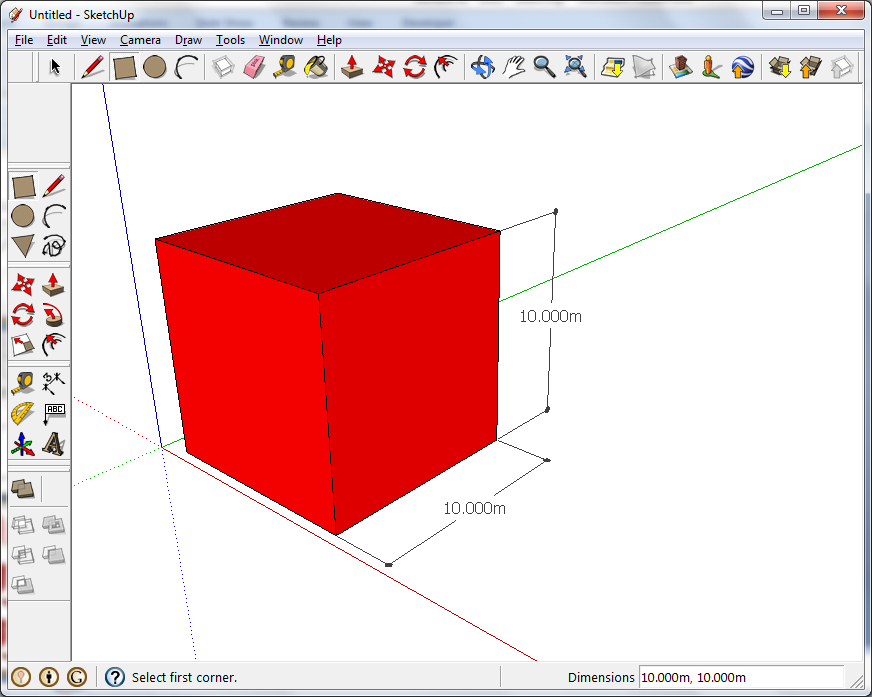 Untitled - SketchUp
File Edit View Camera Draw Tools Window Help
10.000m
ABC
10.000m
Select first corner.
Dimensions 10.000m, 10.000m